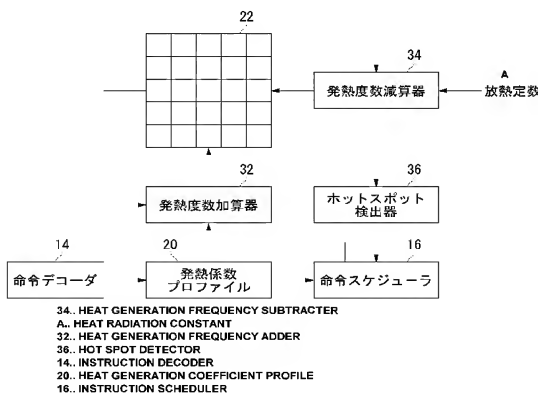 22
34
発熱度数減算器
A
放熱定数
32
36
発熱度数加算器
ホットスポット
検出器
14
20
16
命令デコーダ
発熱係数
プロファイル
命令スケジューラ
34.. HEAT GENERATION FREQUENCY SUBTRACTER
A.. HEAT RADIATION CONSTANT
32.. HEAT GENERATION FREQUENCY ADDER
36.. HOT SPOT DETECTOR
14.. INSTRUCTION DECODER
20.. HEAT GENERATION COEFFICIENT PROFILE
16.. INSTRUCTION SCHEDULER